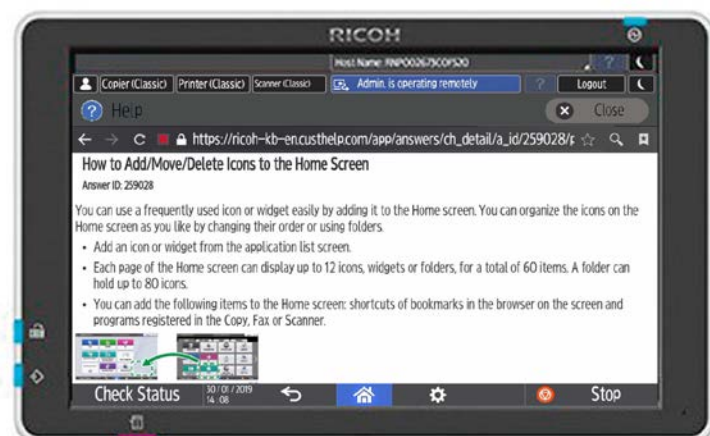 RICOH
Host Name: RNP002673C0F520
?
Copier (Classic) Printer (Classic) Scanner (Classic) Admin. is operating remotely ? Logout
? Help × Close
https://ricoh-kb-en.custhelp.com/app/answers/ch_detail/a_id/259028/p
How to Add/Move/Delete Icons to the Home Screen
Answer ID: 259028
You can use a frequently used icon or widget easily by adding it to the Home screen. You can organize the icons on the
Home screen as you like by changing their order or using folders.
• Add an icon or widget from the application list screen.
• Each page of the Home screen can display up to 12 icons, widgets or folders, for a total of 60 items. A folder can
hold up to 80 icons.
• You can add the following items to the Home screen: shortcuts of bookmarks in the browser on the screen and
programs registered in the Copy, Fax or Scanner.
Check Status 30/01/2019 Stop
14:08